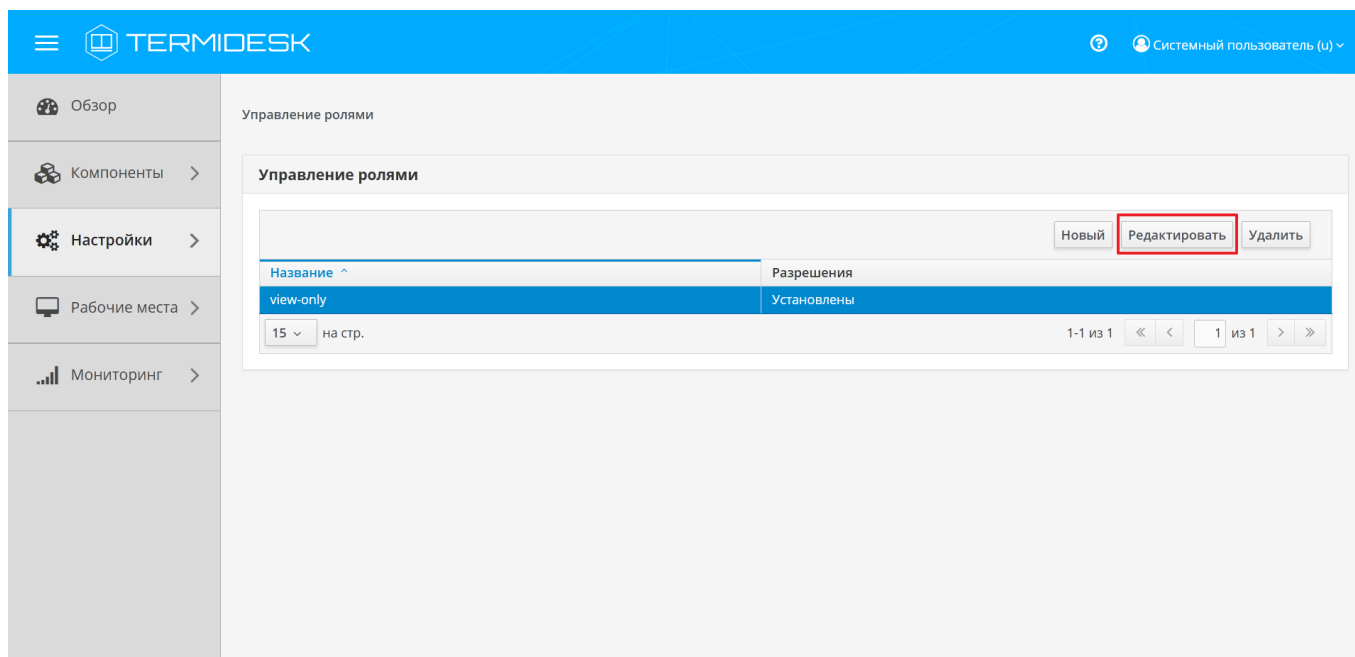 TERMIDESK
Системный пользователь (u)
Обзор
Компоненты
Настройки
Рабочие места
Мониторинг
Управление ролями
Управление ролями
Новый Редактировать Удалить
Название Разрешения
view-only Установлены
15 на стр. 1-1 из 1 1 из 1